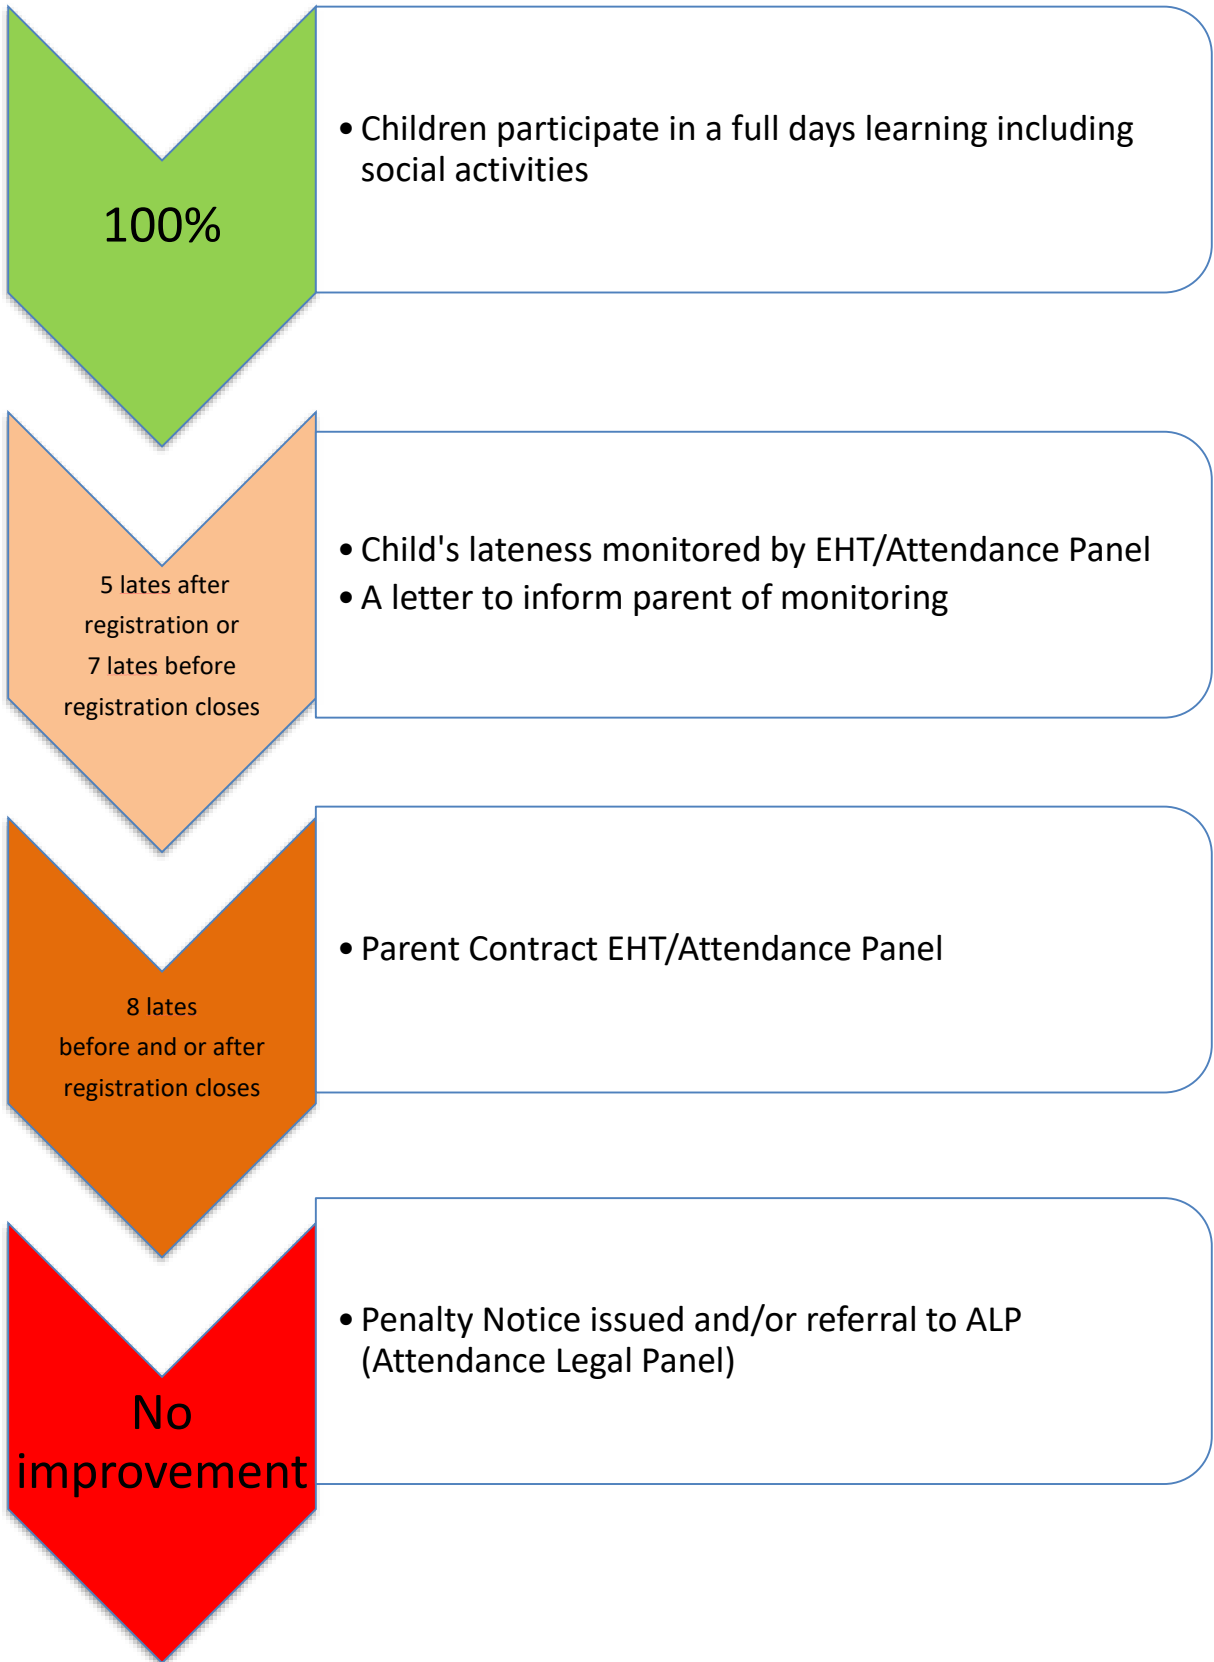 100%
• Children participate in a full days learning including
social activities
5 lates after
registration or
7 lates before
registration closes
• Child's lateness monitored by EHT/Attendance Panel
• A letter to inform parent of monitoring
8 lates
before and or after
registration closes
• Parent Contract EHT/Attendance Panel
No
improvement
• Penalty Notice issued and/or referral to ALP
(Attendance Legal Panel)